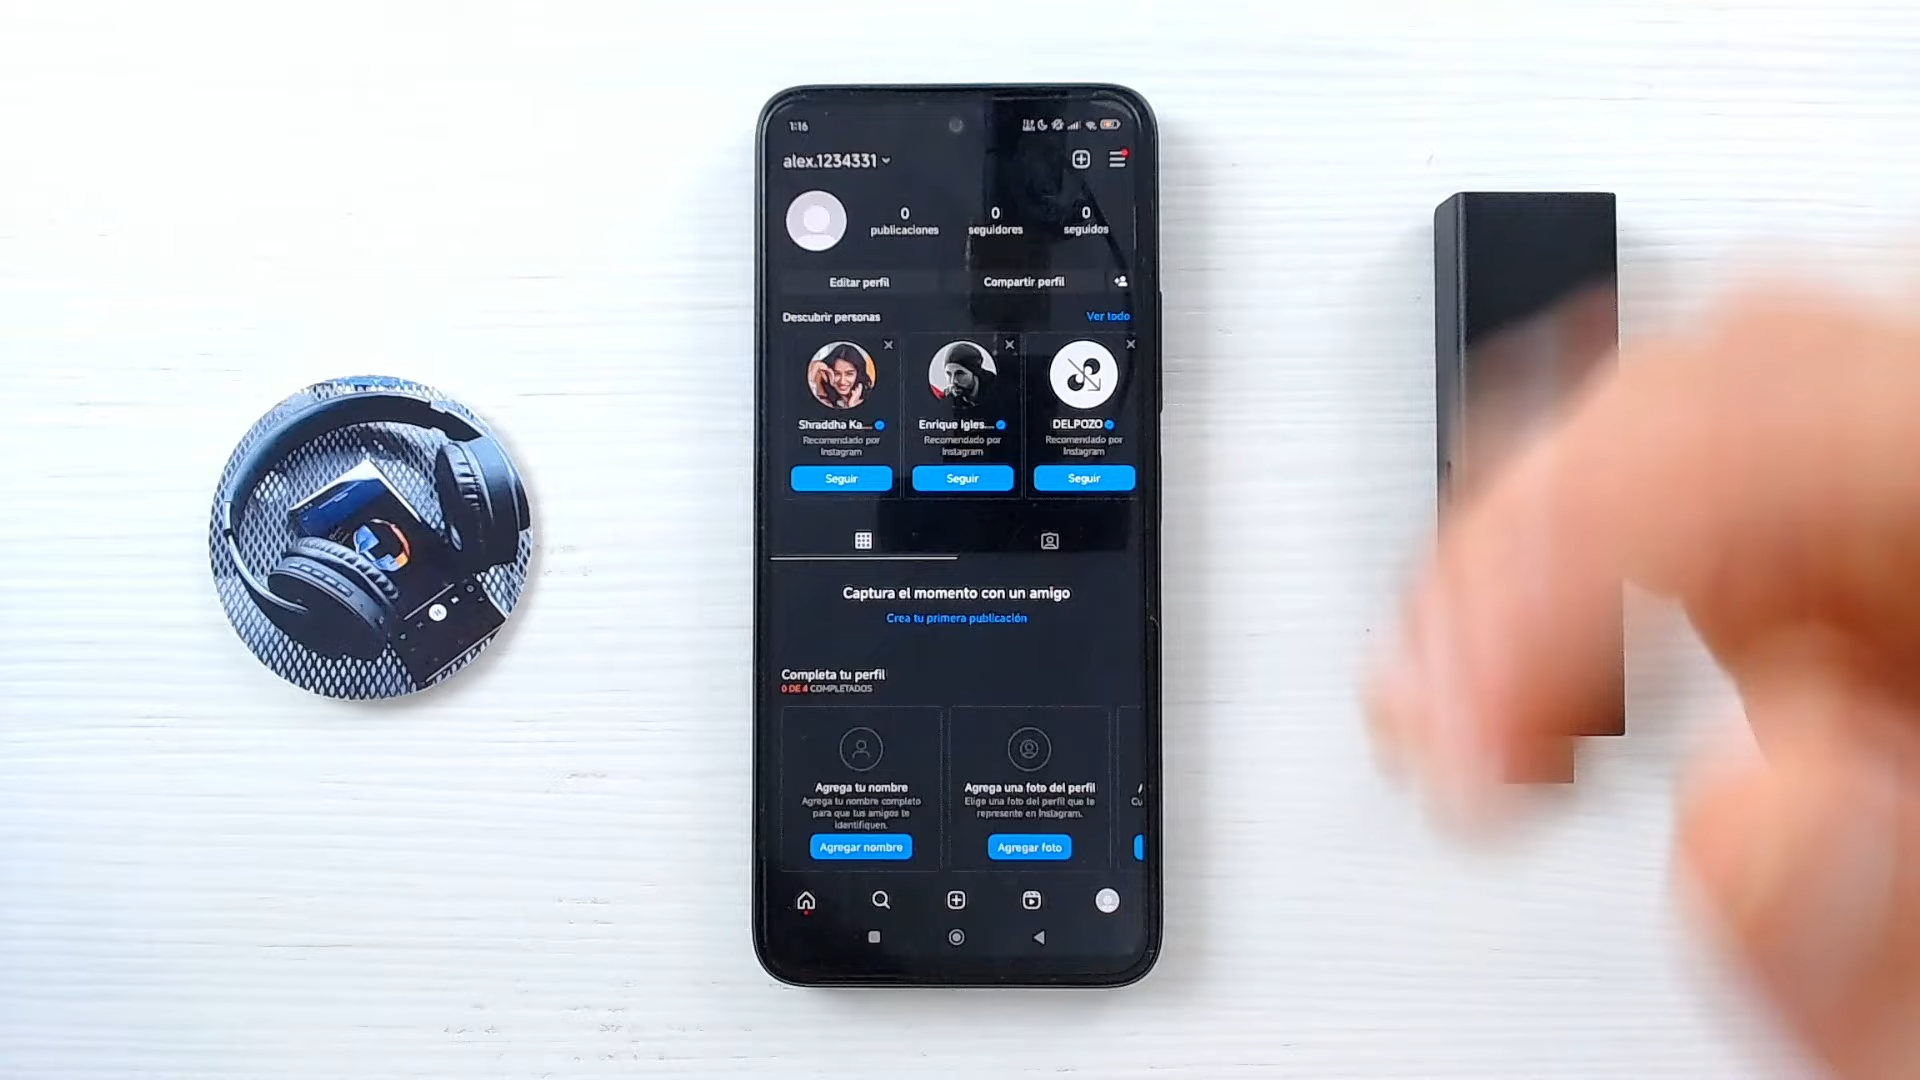 1:16
alex.1234331
0 0 0
publicaciones seguidores seguidos
Editar perfil Compartir perfil
Descubrir personas Ver todo
Shraddha Ka... Enrique Igles... DELPOZO
Recomendado por Recomendado por Recomendado por
Instagram Instagram Instagram
Seguir Seguir Seguir
Captura el momento con un amigo
Crea tu primera publicación
Completa tu perfil
0 DE 4 COMPLETADOS
Agrega tu nombre Agrega una foto del perfil
Agrega tu nombre completo Elige una foto del perfil que te
para que tus amigos te represente en Instagram.
identifiquen.
Agregar nombre Agregar foto